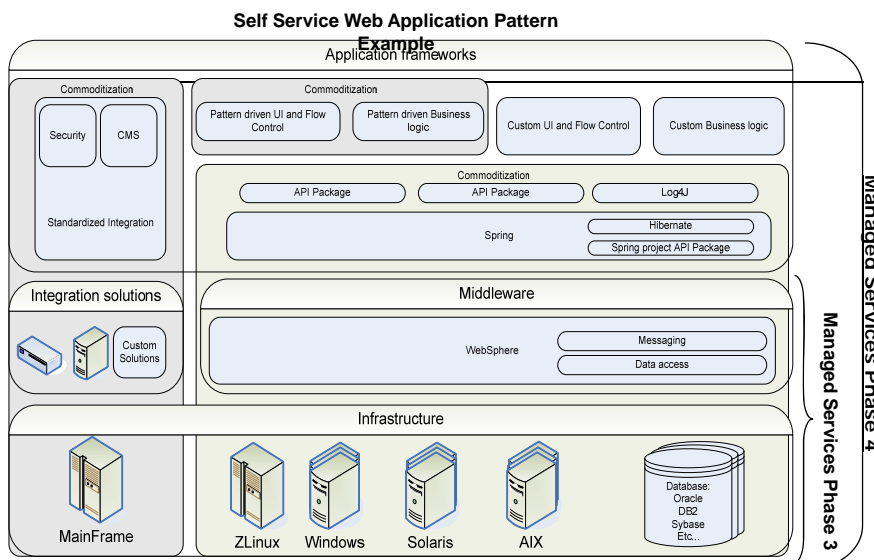 Self Service Web Application Pattern
Example
Application frameworks
Commoditization
Security
CMS
Standardized Integration
Commoditization
Pattern driven UI and Flow
Control
Pattern driven Business
logic
Custom UI and Flow Control
Custom Business logic
Commoditization
API Package
API Package
Log4J
Spring
Hibernate
Spring project API Package
Integration solutions
Custom
Solutions
Middleware
WebSphere
Messaging
Data access
Infrastructure
MainFrame
ZLinux
Windows
Solaris
AIX
Database:
Oracle
DB2
Sybase
Etc...
Managed Services Phase 3
Managed Services Phase 4